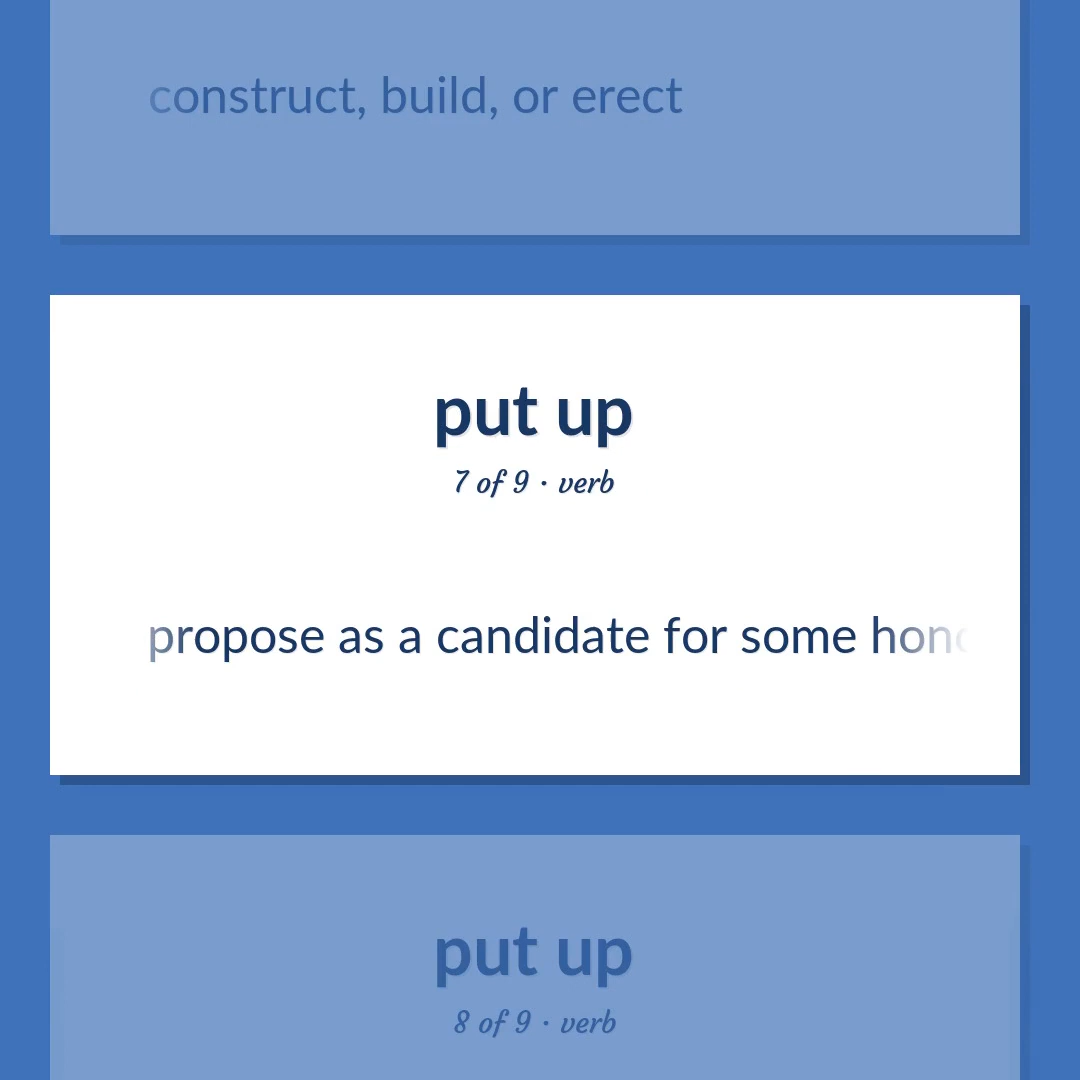 construct, build, or erect
put up
7 of 9 · verb
propose as a candidate for some
put up
8 of 9 · verb